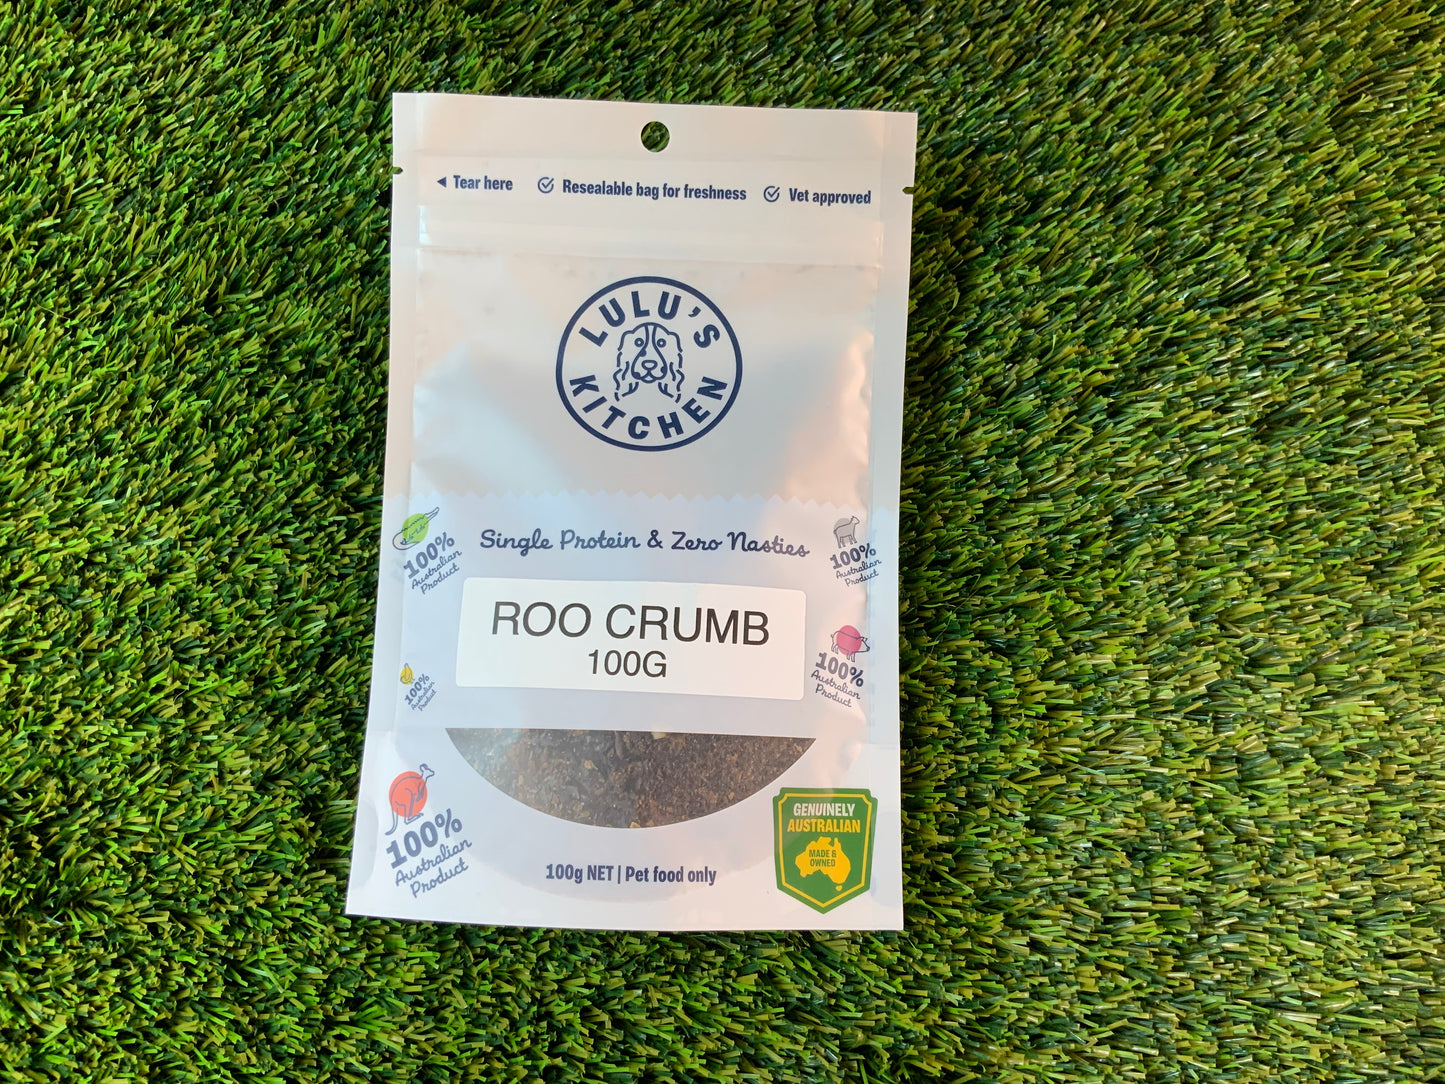 Tear here
Resealable bag for freshness
Vet approved
LULU'S
KITCHEN
Single Protein & Zero Nasties
100%
Australian
Product
100%
Australian
Product
ROO CRUMB
100G
100%
Australian
Product
100%
Australian
Product
100%
Australian
Product
GENUINELY
AUSTRALIAN
MADE &
OWNED
100g NET | Pet food only